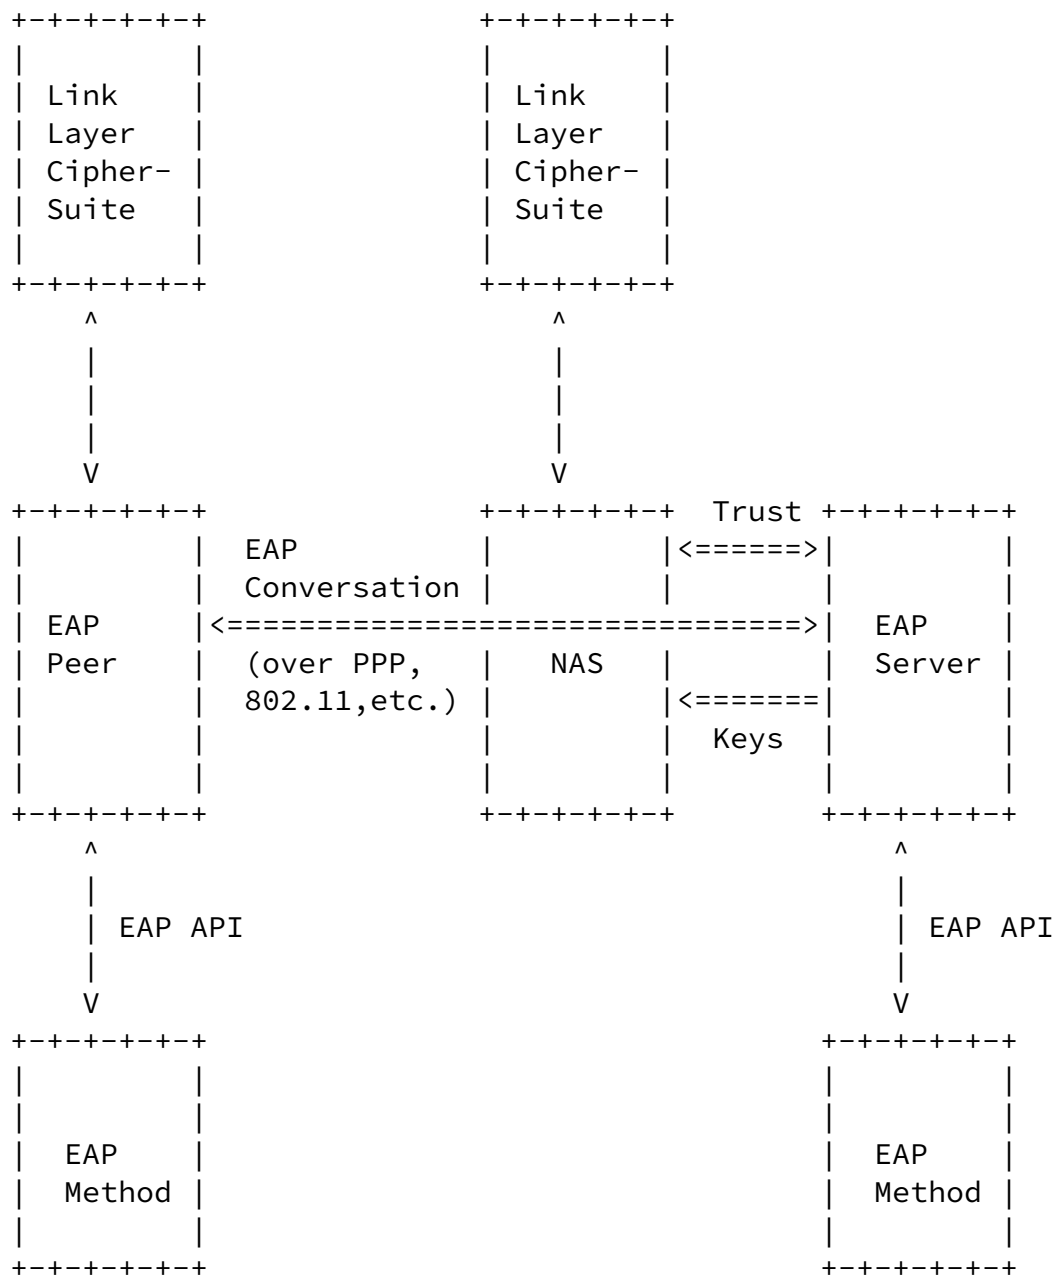 +-+-+-+-+-+               +-+-+-+-+-+
|         |               |         |
| Link    |               | Link    |
| Layer   |               | Layer   |
| Cipher- |               | Cipher- |
| Suite   |               | Suite   |
|         |               |         |
+-+-+-+-+-+               +-+-+-+-+-+
    ^                         ^
    |                         |
    |                         |
    |                         |
    V                         V
+-+-+-+-+-+               +-+-+-+-+-+  Trust +-+-+-+-+-+
|         |  EAP          |         |<======>|         |
|         |  Conversation |         |        |         |
| EAP     |<================================>|  EAP    |
| Peer    |  (over PPP,   |   NAS   |        |  Server |
|         |  802.11,etc.) |         |<=======|         |
|         |               |         |  Keys  |         |
|         |               |         |        |         |
+-+-+-+-+-+               +-+-+-+-+-+        +-+-+-+-+-+
    ^                                            ^
    |                                            |
    | EAP API                                    | EAP API
    |                                            |
    V                                            V
+-+-+-+-+-+                                  +-+-+-+-+-+
|         |                                  |         |
|         |                                  |         |
|  EAP    |                                  |  EAP    |
|  Method |                                  |  Method |
|         |                                  |         |
+-+-+-+-+-+                                  +-+-+-+-+-+